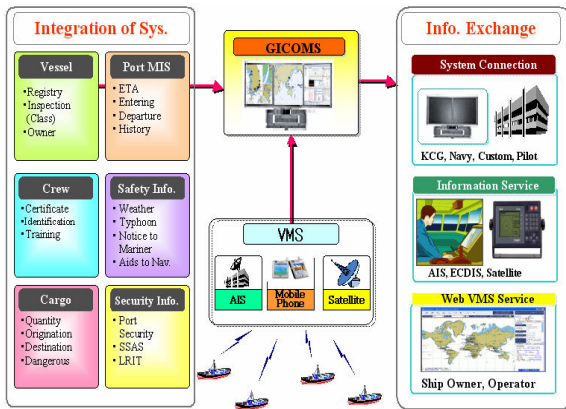 Integration of Sys.
Vessel
•Registry
•Inspection
(Class)
•Owner
Port MIS
• ETA
• Entering
• Departure
• History
Crew
•Certificate
•Identification
•Training
Safety Info.
• Weather
• Typhoon
• Notice to
Mariner
• Aids to Nav.
Cargo
•Quantity
•Origination
•Destination
•Dangerous
Security Info.
• Port
Security
• SSAS
• LRIT
GICOMS
VMS
AIS
Mobile
Phone
Satellite
Info. Exchange
System Connection
KCG, Navy, Custom, Pilot
Information Service
AIS, ECDIS, Satellite
Web VMS Service
Ship Owner, Operator